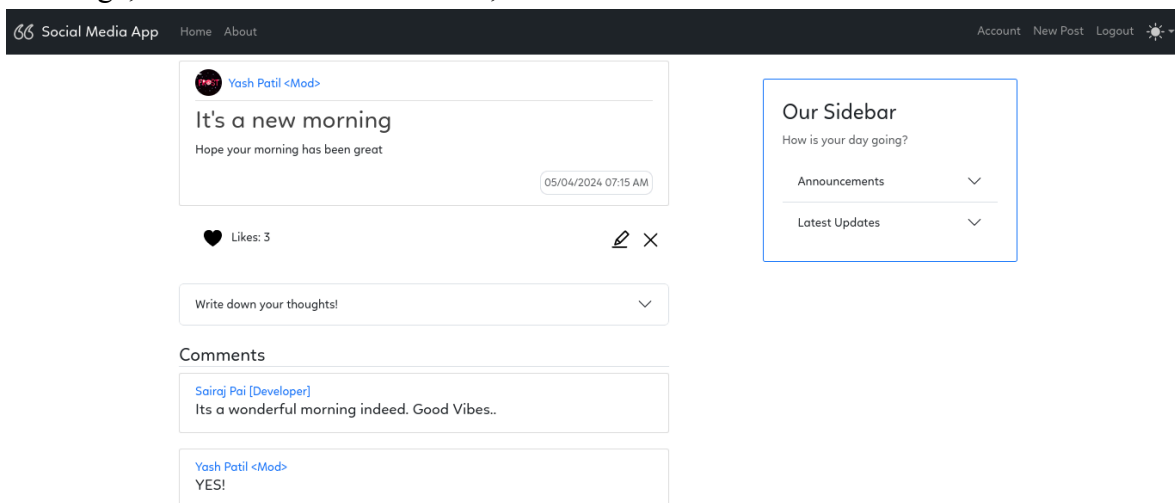 Social Media App Home About Account New Post Logout
Yash Patil <Mod>
It's a new morning
Hope your morning has been great
05/04/2024 07:15 AM
Likes: 3
Write down your thoughts!
Comments
Sairaj Pai [Developer]
Its a wonderful morning indeed. Good Vibes..
Yash Patil <Mod>
YES!
Our Sidebar
How is your day going?
Announcements
Latest Updates